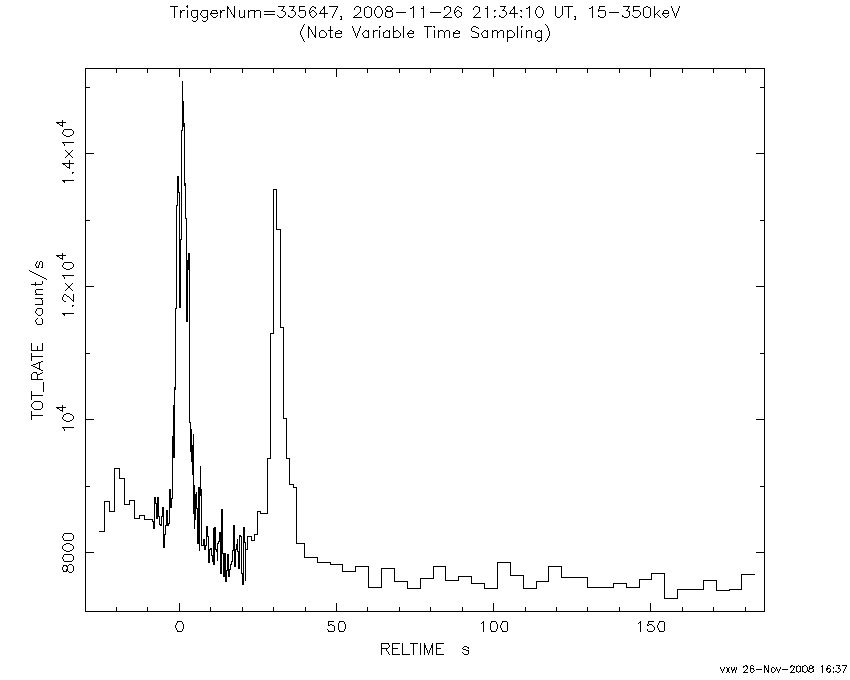 TriggerNum=335647, 2008-11-26 21:34:10 UT, 15-350keV
(Note Variable Time Sampling)
TOT_RATE count/s
1.4×10⁴
1.2×10⁴
10⁴
8000
0 50 100 150
RELTIME s
vxw 26-Nov-2008 16:37